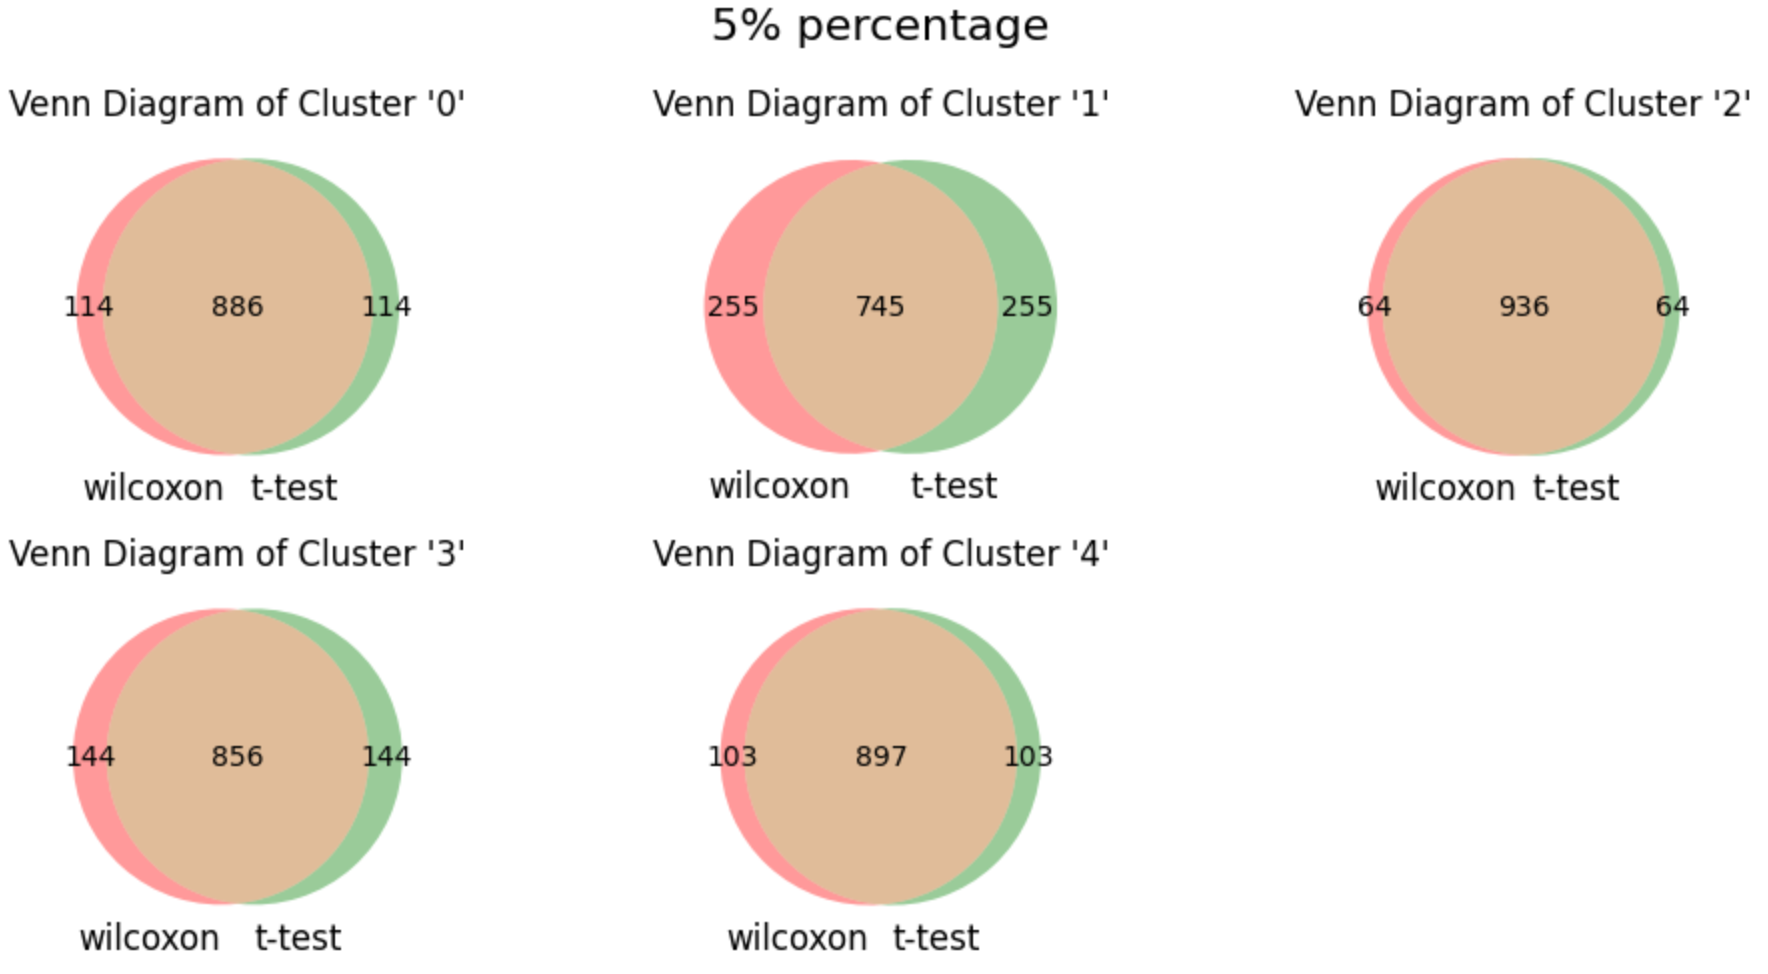 5% percentage
Venn Diagram of Cluster '0'
114 886 114
wilcoxon t-test
Venn Diagram of Cluster '1'
255 745 255
wilcoxon t-test
Venn Diagram of Cluster '2'
64 936 64
wilcoxon t-test
Venn Diagram of Cluster '3'
144 856 144
wilcoxon t-test
Venn Diagram of Cluster '4'
103 897 103
wilcoxon t-test